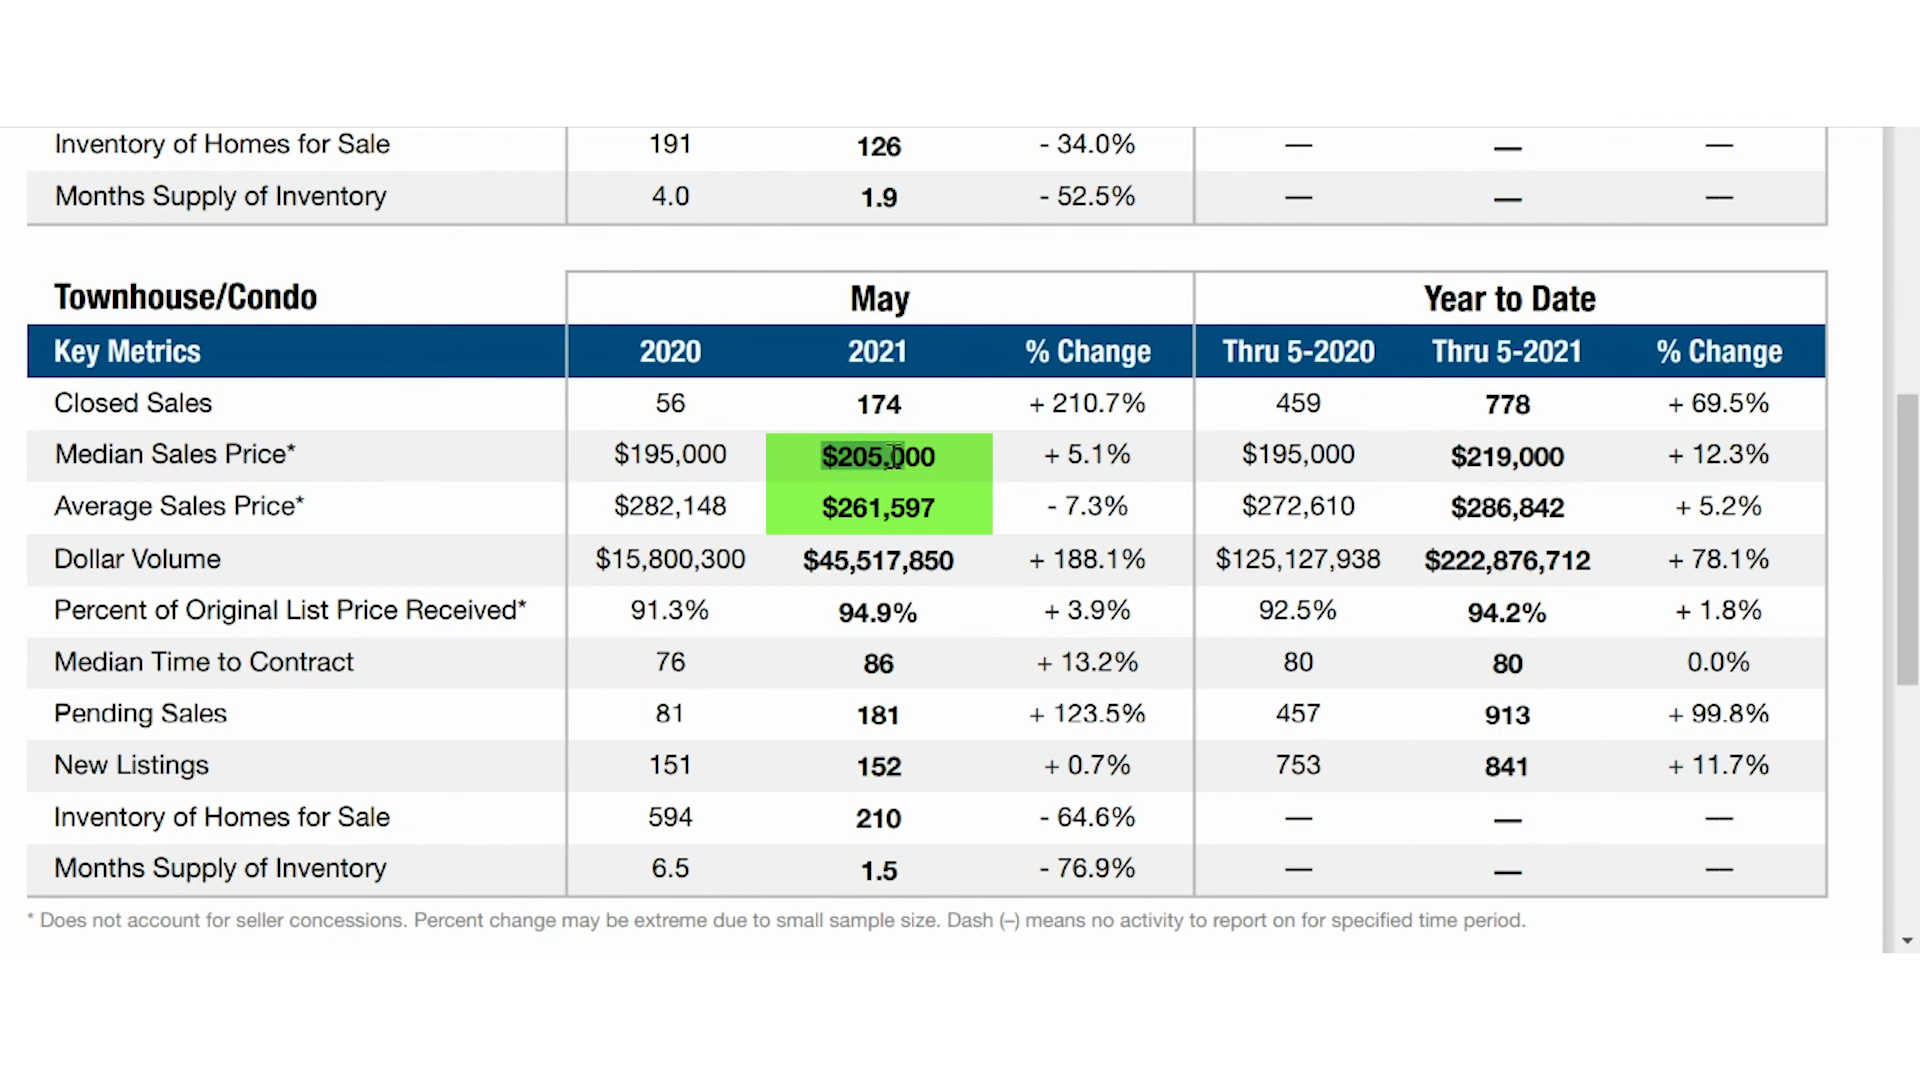 Inventory of Homes for Sale 191 126 - 34.0% — — —
Months Supply of Inventory 4.0 1.9 - 52.5% — — —
Townhouse/Condo May Year to Date
Key Metrics 2020 2021 % Change Thru 5-2020 Thru 5-2021 % Change
Closed Sales 56 174 + 210.7% 459 778 + 69.5%
Median Sales Price* $195,000 $205,000 + 5.1% $195,000 $219,000 + 12.3%
Average Sales Price* $282,148 $261,597 - 7.3% $272,610 $286,842 + 5.2%
Dollar Volume $15,800,300 $45,517,850 + 188.1% $125,127,938 $222,876,712 + 78.1%
Percent of Original List Price Received* 91.3% 94.9% + 3.9% 92.5% 94.2% + 1.8%
Median Time to Contract 76 86 + 13.2% 80 80 0.0%
Pending Sales 81 181 + 123.5% 457 913 + 99.8%
New Listings 151 152 + 0.7% 753 841 + 11.7%
Inventory of Homes for Sale 594 210 - 64.6% — — —
Months Supply of Inventory 6.5 1.5 - 76.9% — — —
* Does not account for seller concessions. Percent change may be extreme due to small sample size. Dash (–) means no activity to report on for specified time period.